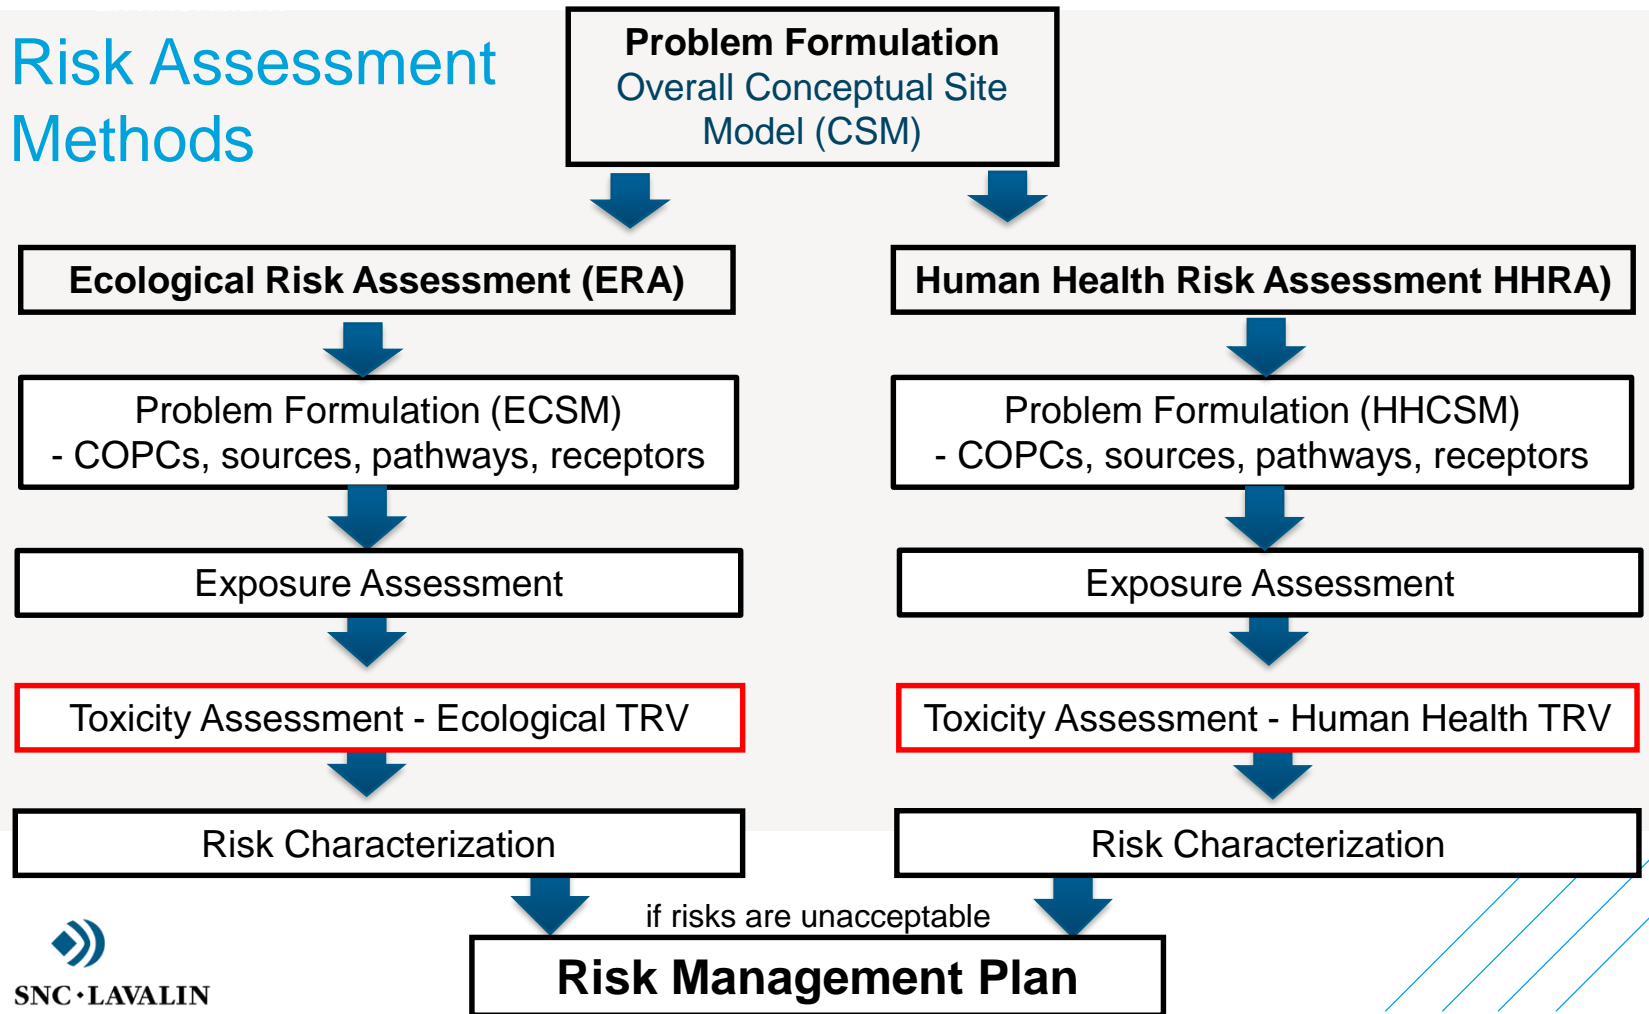 Risk Assessment
Methods
Problem Formulation
Overall Conceptual Site
Model (CSM)
Ecological Risk Assessment (ERA)
Human Health Risk Assessment HHRA)
Problem Formulation (ECSM)
- COPCs, sources, pathways, receptors
Problem Formulation (HHCSM)
- COPCs, sources, pathways, receptors
Exposure Assessment
Exposure Assessment
Toxicity Assessment - Ecological TRV
Toxicity Assessment - Human Health TRV
Risk Characterization
Risk Characterization
if risks are unacceptable
Risk Management Plan
SNC·LAVALIN